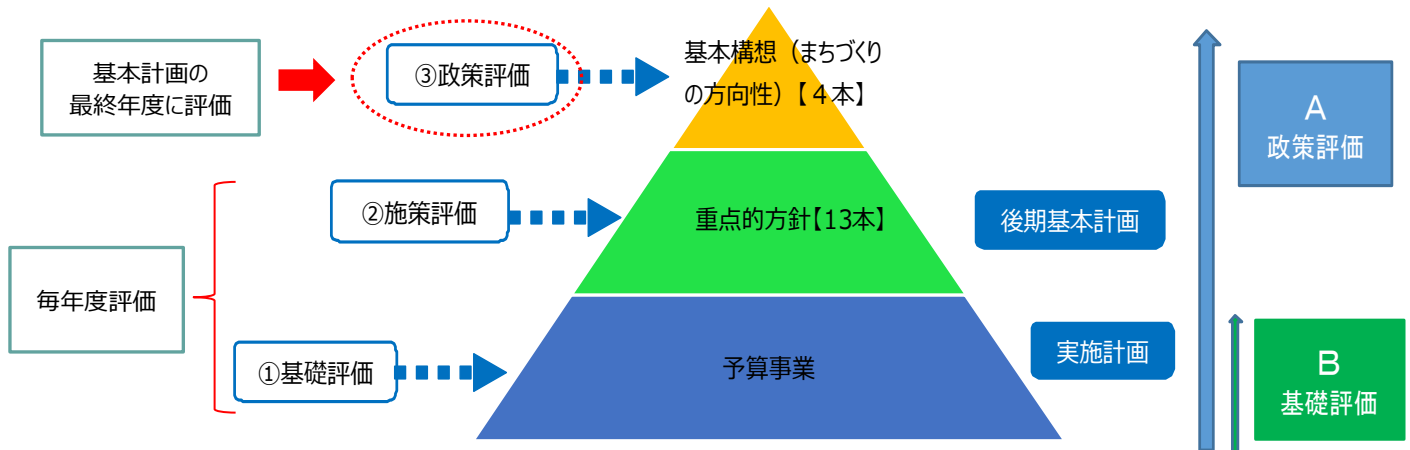 基本計画の
最終年度に評価
③政策評価
基本構想（まちづくり
の方向性）【４本】
A
政策評価
②施策評価
重点的方針【13本】
後期基本計画
毎年度評価
①基礎評価
予算事業
実施計画
B
基礎評価